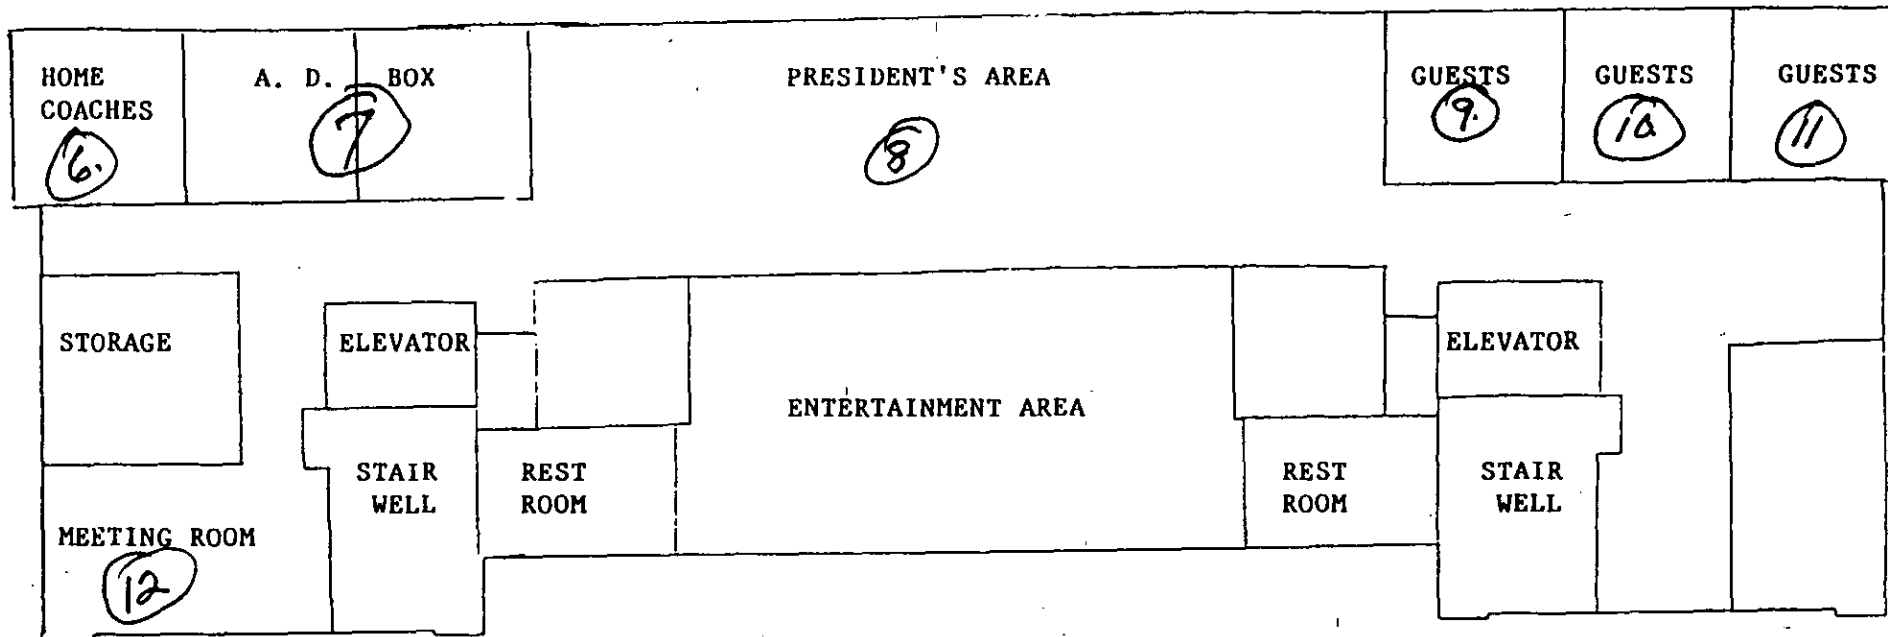 HOME
COACHES
6.
A. D. BOX
7
PRESIDENT'S AREA
8
GUESTS
9.
GUESTS
10
GUESTS
11
STORAGE
ELEVATOR
ENTERTAINMENT AREA
ELEVATOR
STAIR
WELL
REST
ROOM
REST
ROOM
STAIR
WELL
MEETING ROOM
12